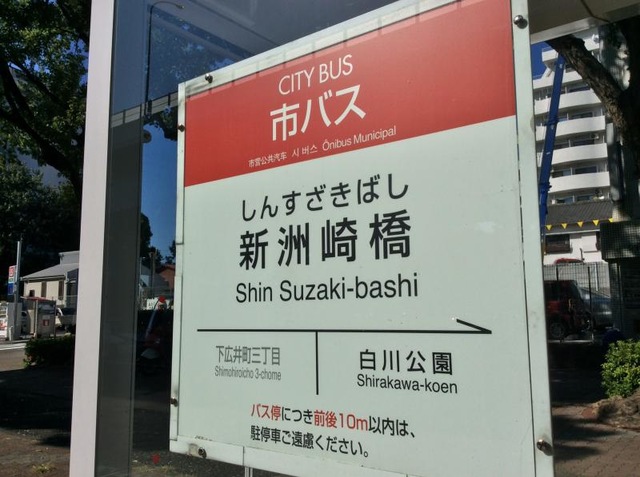 CITY BUS
市バス
市営公共汽车 시 버스 Ônibus Municipal
しんすざきばし
新洲崎橋
Shin Suzaki-bashi
下広井町三丁目 白川公園
Shimohiroicho 3-chome Shirakawa-koen
バス停につき前後10m以内は、
駐停車ご遠慮ください。